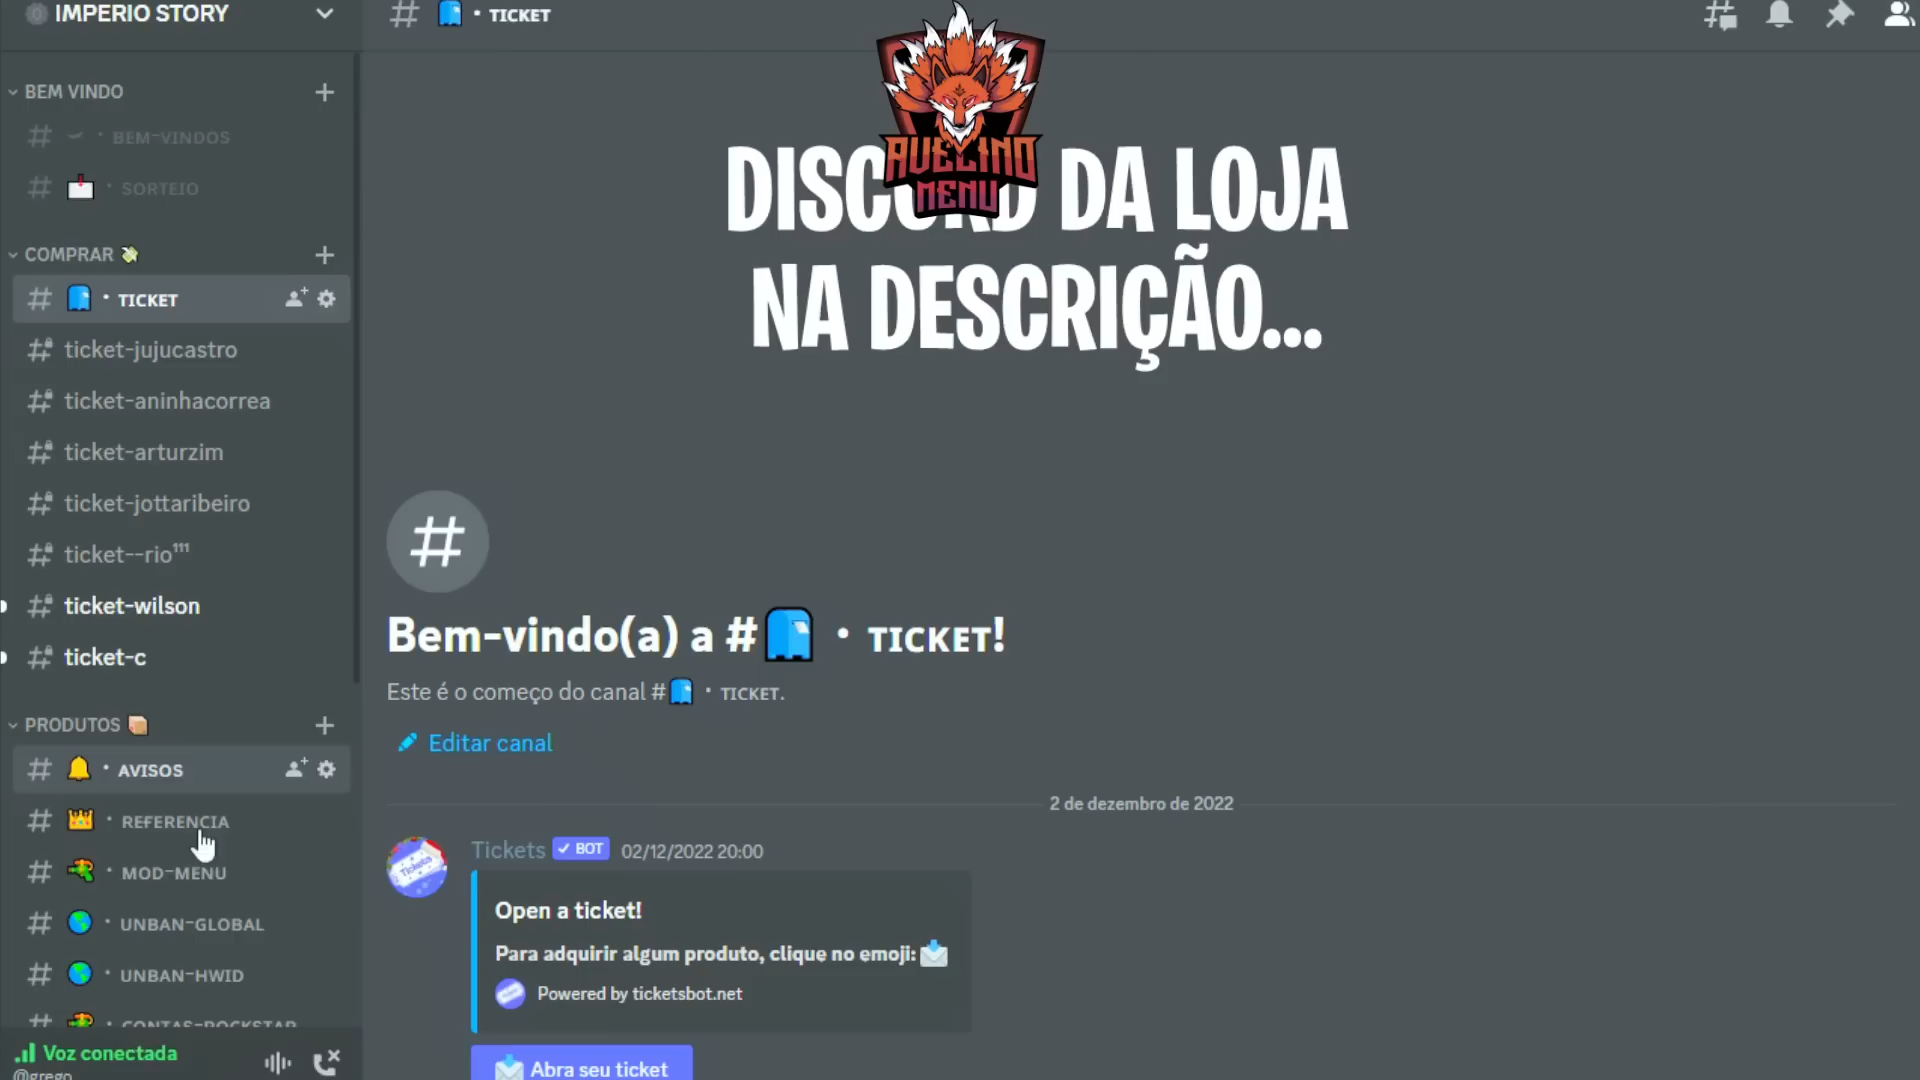 IMPERIO STORY
BEM VINDO
BEM-VINDOS
SORTEIO
COMPRAR
TICKET
ticket-jujucastro
ticket-aninhacorrea
ticket-arturzim
ticket-jottaribeiro
ticket--rio¹¹¹
ticket-wilson
ticket-c
PRODUTOS
AVISOS
REFERENCIA
MOD-MENU
UNBAN-GLOBAL
UNBAN-HWID
CONTAS-ROCKSTAR
Voz conectada
@grego
# • TICKET
AVELINO
MENU
DISCORD DA LOJA
NA DESCRIÇÃO...
Bem-vindo(a) a # • TICKET!
Este é o começo do canal # • TICKET.
Editar canal
2 de dezembro de 2022
Tickets BOT 02/12/2022 20:00
Open a ticket!
Para adquirir algum produto, clique no emoji:
Powered by ticketsbot.net
Abra seu ticket